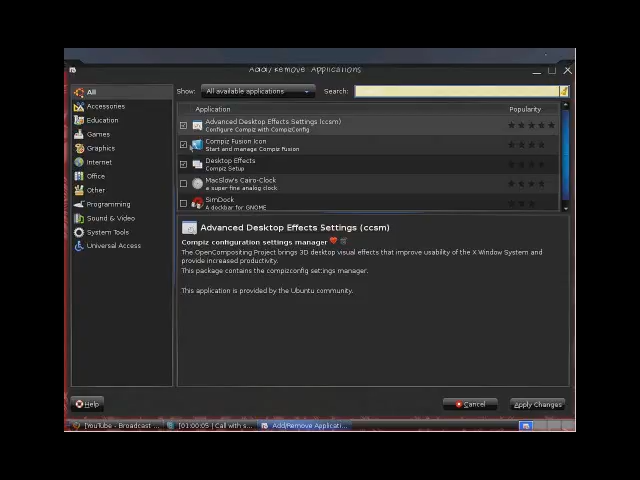 Add/Remove Applications
All
Show:
All available applications
Search:
Accessories
Education
Games
Graphics
Internet
Office
Other
Programming
Sound & Video
System Tools
Universal Access
Application
Popularity
Advanced Desktop Effects Settings (ccsm)
Configure Compiz with CompizConfig
Compiz Fusion Icon
Start and manage Compiz Fusion
Desktop Effects
Compiz Setup
MacSlow's Cairo-Clock
a super fine analog clock.
SimDock
A dockbar for GNOME
Advanced Desktop Effects Settings (ccsm)
Compiz configuration settings manager
The OpenCompositing Project brings 3D desktop visual effects that improve usability of the X Window System and
provide increased productivity.
This package contains the compizconfig settings manager.
This application is provided by the Ubuntu community.
Help
Cancel
Apply Changes
[YouTube - Broadcast ...
[01:00:05] Call with s...
Add/Remove Applicati...